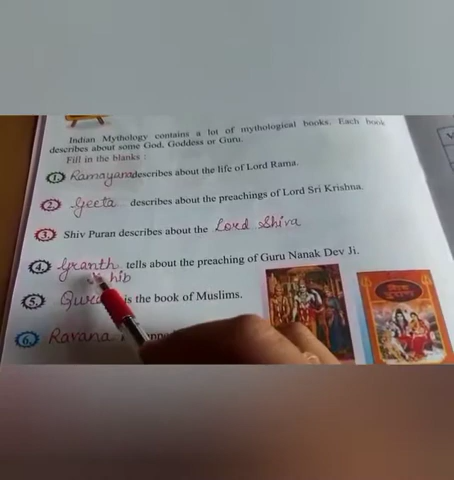 Indian Mythology contains a lot of mythological books. Each book
describes about some God, Goddess or Guru.
Fill in the blanks :
1. Ramayana describes about the life of Lord Rama.
2. Geeta describes about the preachings of Lord Sri Krishna.
3. Shiv Puran describes about the Lord Shiva
4. Granth tells about the preaching of Guru Nanak Dev Ji.
hib
5. is the book of Muslims.
6. Ravana